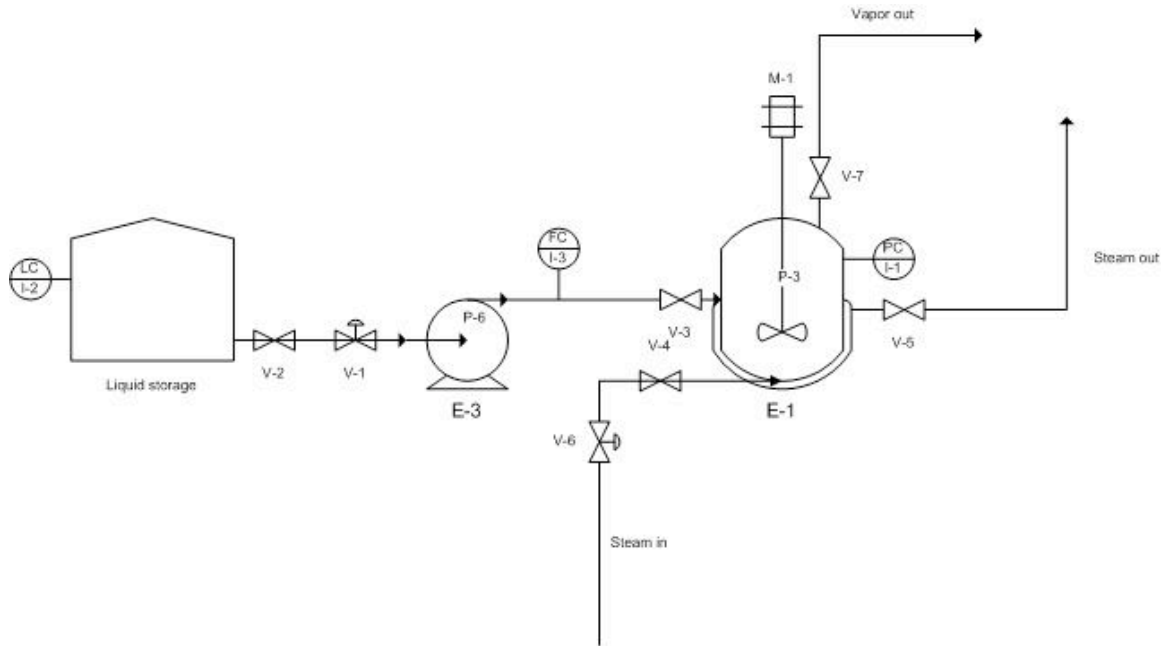 Vapor out
M-1
V-7
FC
I-3
PC
I-1
LC
I-2
Steam out
P-3
P-6
V-3
V-4
V-5
V-2
V-1
Liquid storage
E-3
E-1
V-6
Steam in